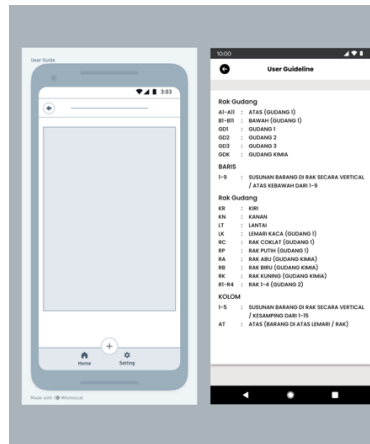 User Guide
3:03
Home
Setting
Made with Whimsical
10:00
User Guideline
Rak Gudang
A1-A11 : ATAS (GUDANG 1)
B1-B11 : BAWAH (GUDANG 1)
GD1 : GUDANG 1
GD2 : GUDANG 2
GD3 : GUDANG 3
GDK : GUDANG KIMIA
BARIS
1-9 : SUSUNAN BARANG DI RAK SECARA VERTICAL
/ ATAS KEBAWAH DARI 1-9
Rak Gudang
KR : KIRI
KN : KANAN
LT : LANTAI
LK : LEMARI KACA (GUDANG 1)
RC : RAK COKLAT (GUDANG 1)
RP : RAK PUTIH (GUDANG 1)
RA : RAK ABU (GUDANG KIMIA)
RB : RAK BIRU (GUDANG KIMIA)
RK : RAK KUNING (GUDANG KIMIA)
R1-R4 : RAK 1-4 (GUDANG 2)
KOLOM
1-5 : SUSUNAN BARANG DI RAK SECARA VERTICAL
/ KESAMPING DARI 1-15
AT : ATAS (BARANG DI ATAS LEMARI / RAK)